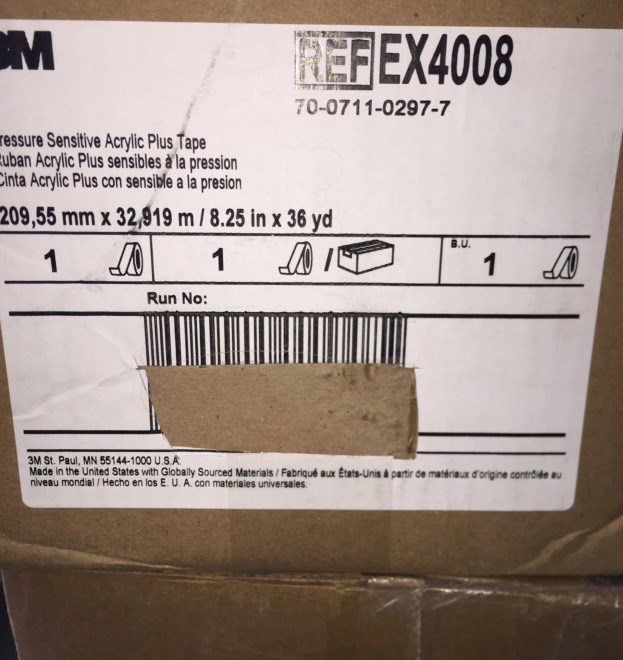 3M
REF EX4008
70-0711-0297-7
ressure Sensitive Acrylic Plus Tape
Ruban Acrylic Plus sensibles à la pression
Cinta Acrylic Plus con sensible a la presion
209,55 mm x 32,919 m / 8.25 in x 36 yd
1 1 / B.U. 1
Run No:
3M St. Paul, MN 55144-1000 U.S.A.
Made in the United States with Globally Sourced Materials / Fabriqué aux États-Unis à partir de matériaux d'origine contrôlée au
niveau mondial / Hecho en los E. U. A. con materiales universales.